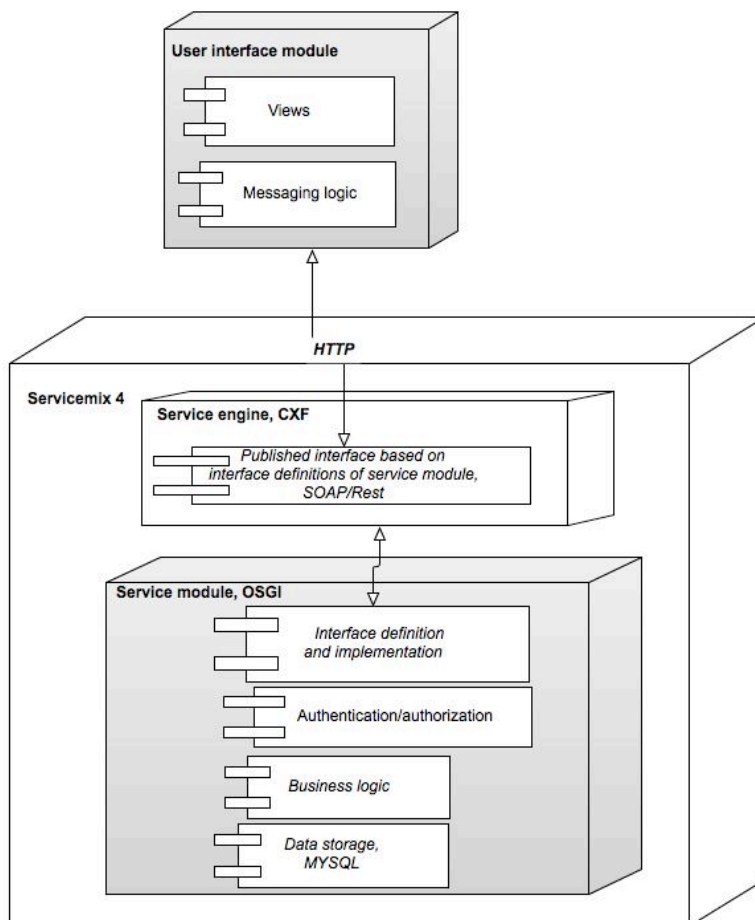 User interface module
Views
Messaging logic
HTTP
Servicemix 4
Service engine, CXF
Published interface based on
interface definitions of service module,
SOAP/Rest
Service module, OSGI
Interface definition
and implementation
Authentication/authorization
Business logic
Data storage,
MYSQL